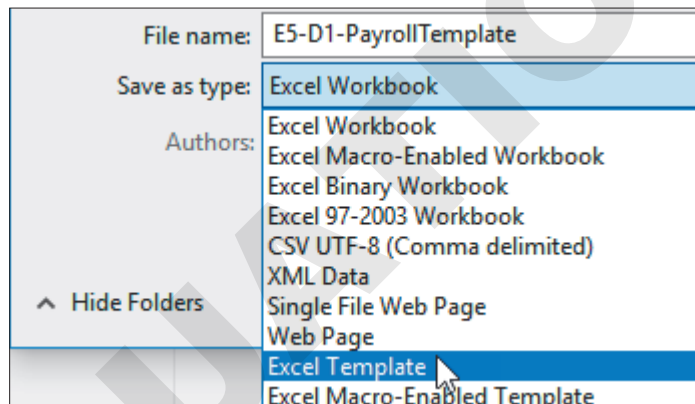 File name: E5-D1-PayrollTemplate
Save as type: Excel Workbook
Authors:
Excel Workbook
Excel Macro-Enabled Workbook
Excel Binary Workbook
Excel 97-2003 Workbook
CSV UTF-8 (Comma delimited)
XML Data
Hide Folders
Single File Web Page
Web Page
Excel Template
Excel Macro-Enabled Template